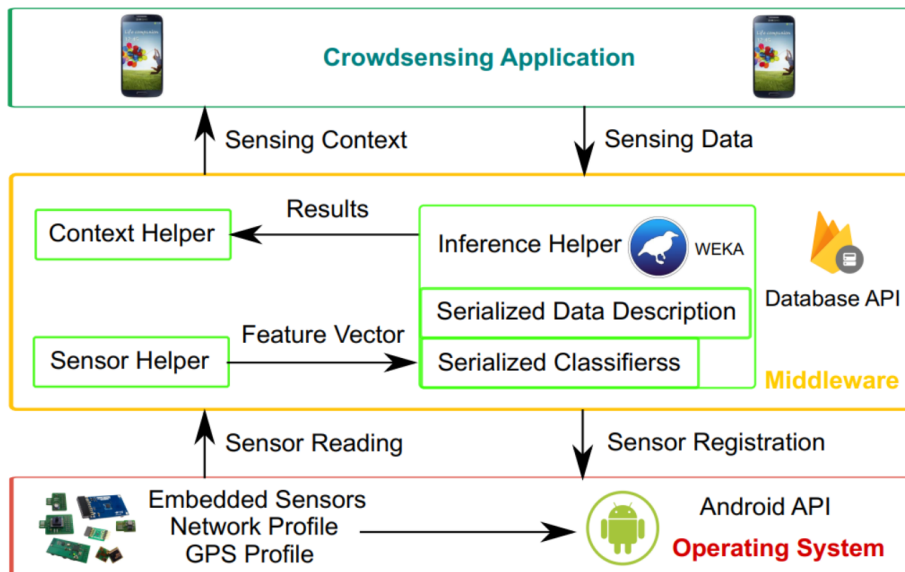 Crowdsensing Application
Sensing Context
Sensing Data
Results
Context Helper
Inference Helper
WEKA
Database API
Serialized Data Description
Feature Vector
Sensor Helper
Serialized Classifierss
Middleware
Sensor Reading
Sensor Registration
Embedded Sensors
Network Profile
GPS Profile
Android API
Operating System